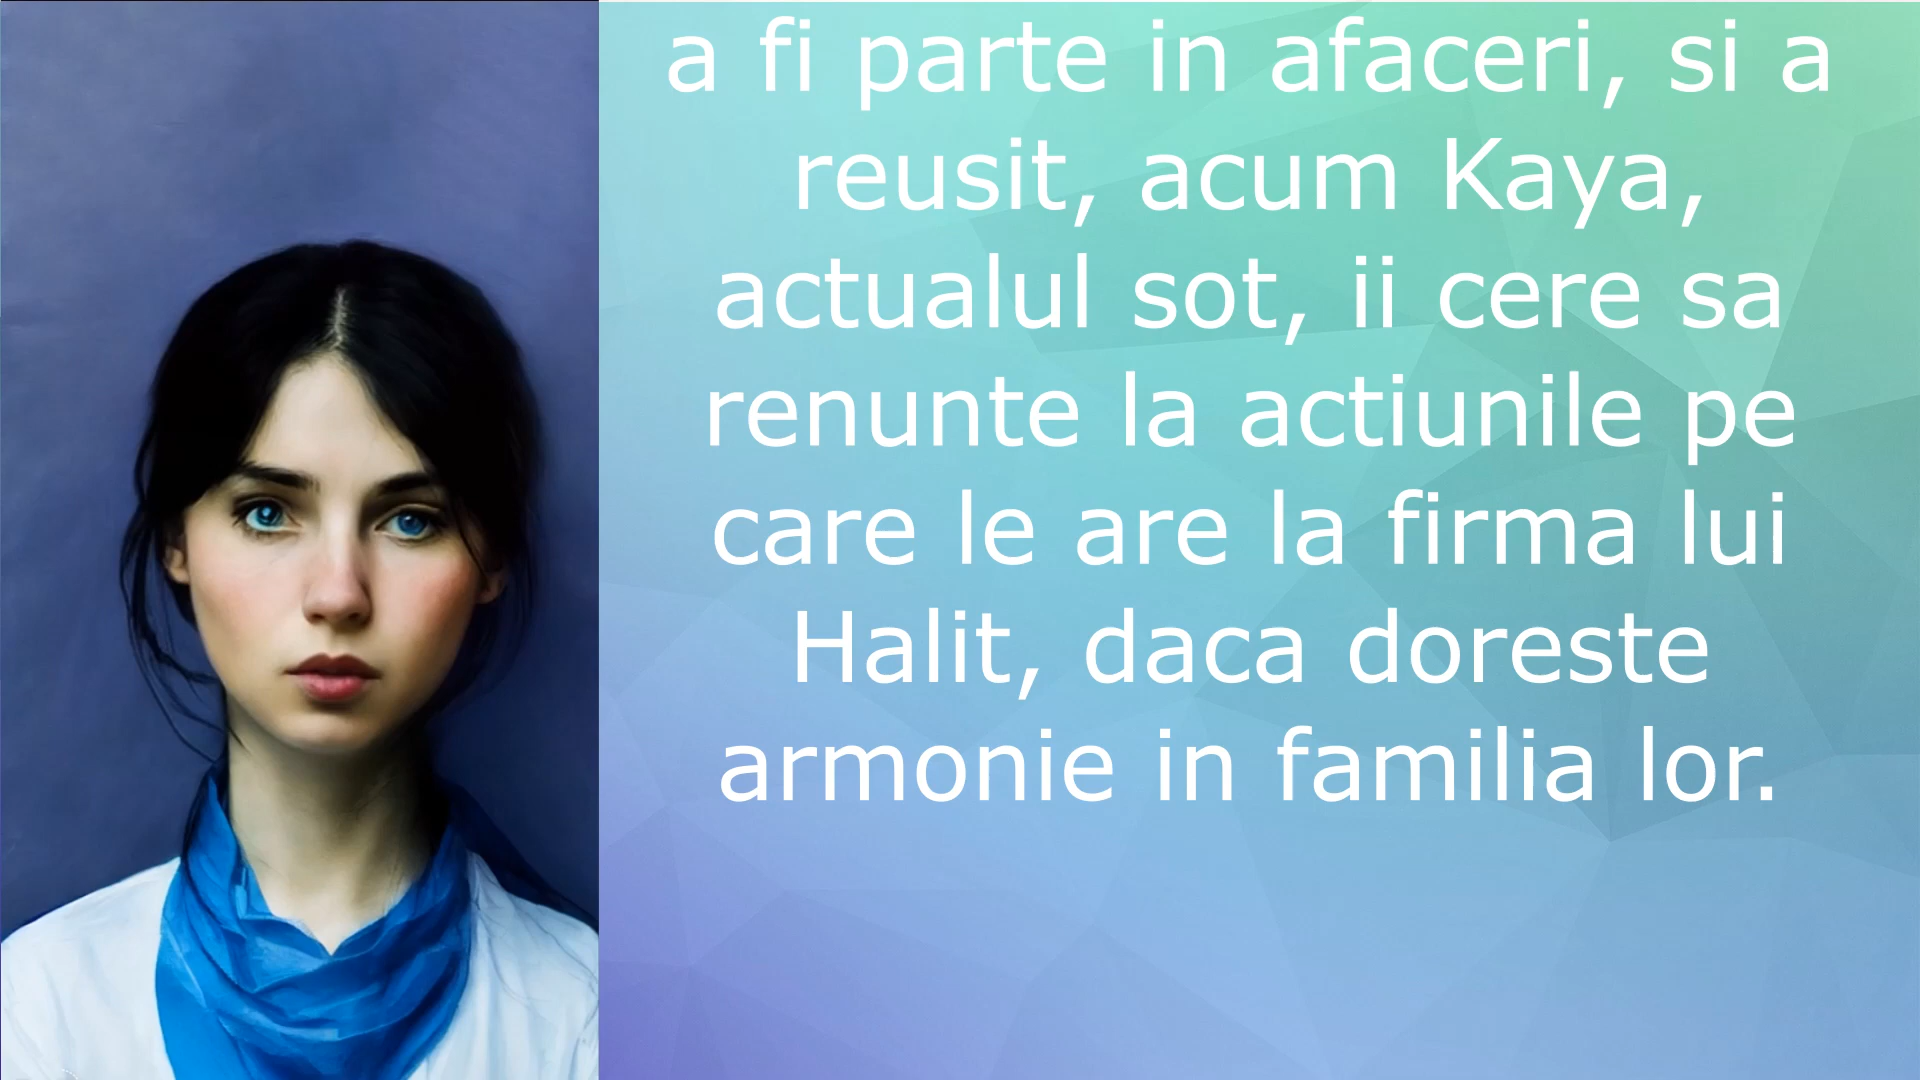 a fi parte in afaceri, si a
reusit, acum Kaya,
actualul sot, ii cere sa
renunte la actiunile pe
care le are la firma lui
Halit, daca doreste
armonie in familia lor.